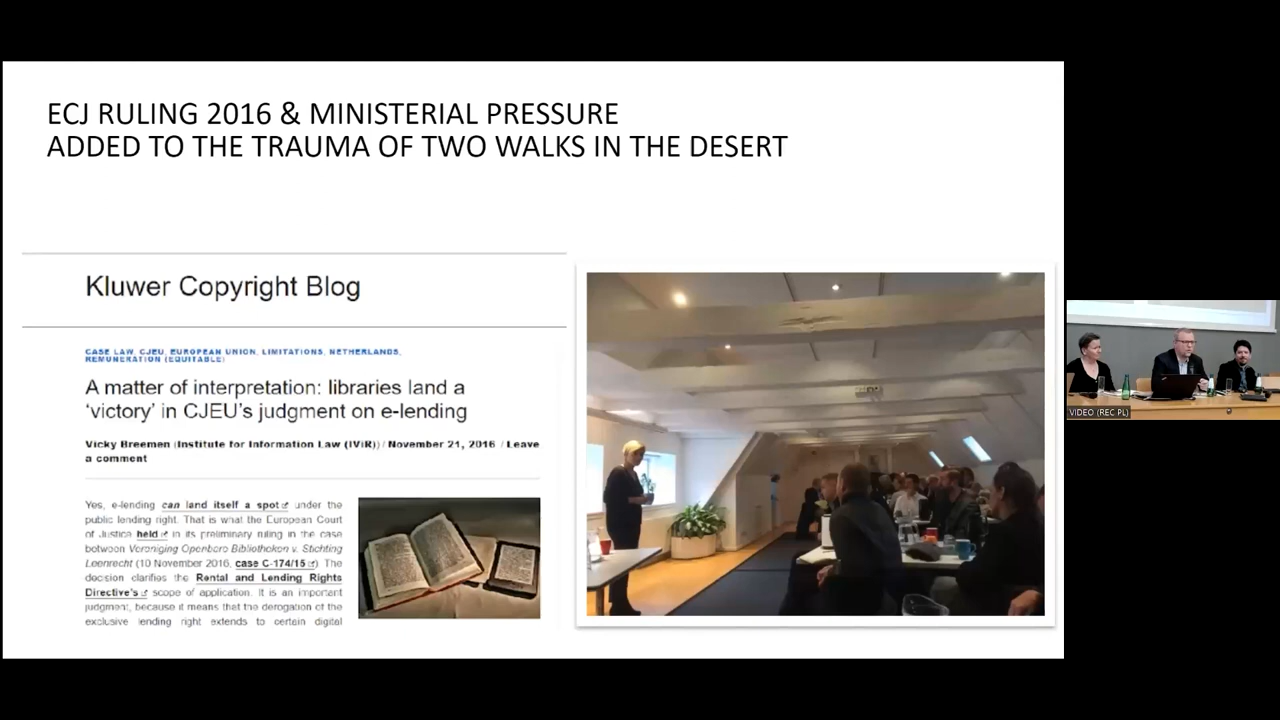 ECJ RULING 2016 & MINISTERIAL PRESSURE
ADDED TO THE TRAUMA OF TWO WALKS IN THE DESERT
Kluwer Copyright Blog
CASE LAW, CJEU, EUROPEAN UNION, LIMITATIONS, NETHERLANDS,
REMUNERATION (EQUITABLE)
A matter of interpretation: libraries land a
‘victory’ in CJEU’s judgment on e-lending
Vicky Breemen (Institute for Information Law (IViR)) / November 21, 2016 / Leave
a comment
Yes, e-lending can land itself a spot under the
public lending right. That is what the European Court
of Justice held in its preliminary ruling in the case
between Vereniging Openbare Bibliotheken v. Stichting
Leenrecht (10 November 2016, case C-174/15). The
decision clarifies the Rental and Lending Rights
Directive’s scope of application. It is an important
judgment, because it means that the derogation of the
exclusive lending right extends to certain digital
VIDEO (REC PL)